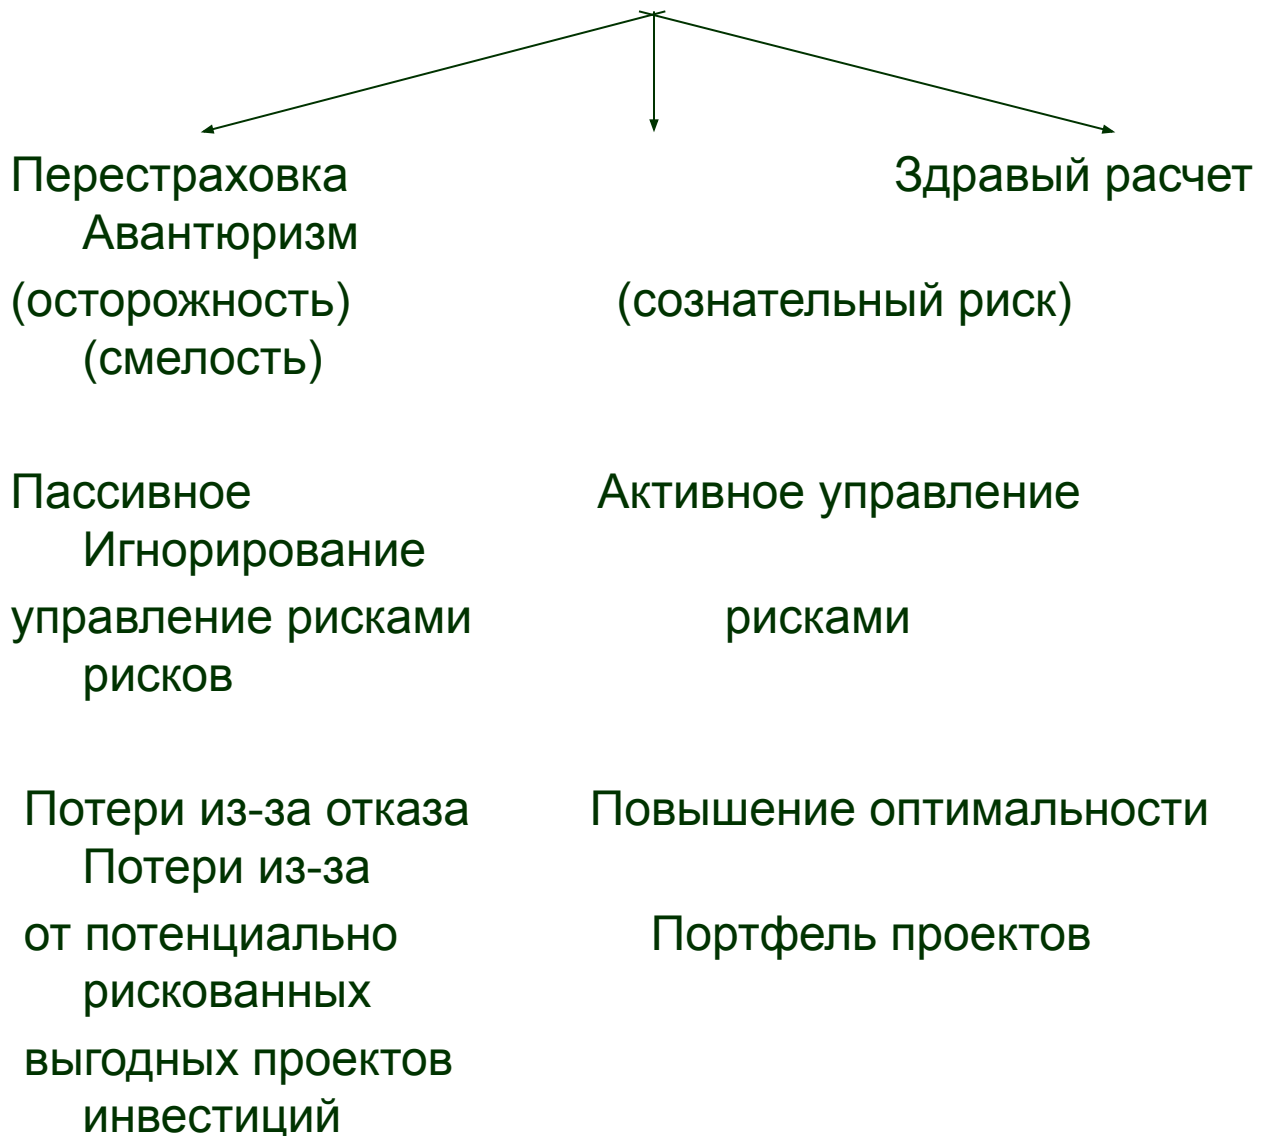 Перестраховка Здравый расчет
Авантюризм
(осторожность) (сознательный риск)
(смелость)
Пассивное Активное управление
Игнорирование
управление рисками рисками
рисков
Потери из-за отказа Повышение оптимальности
Потери из-за
от потенциально Портфель проектов
рискованных
выгодных проектов
инвестиций